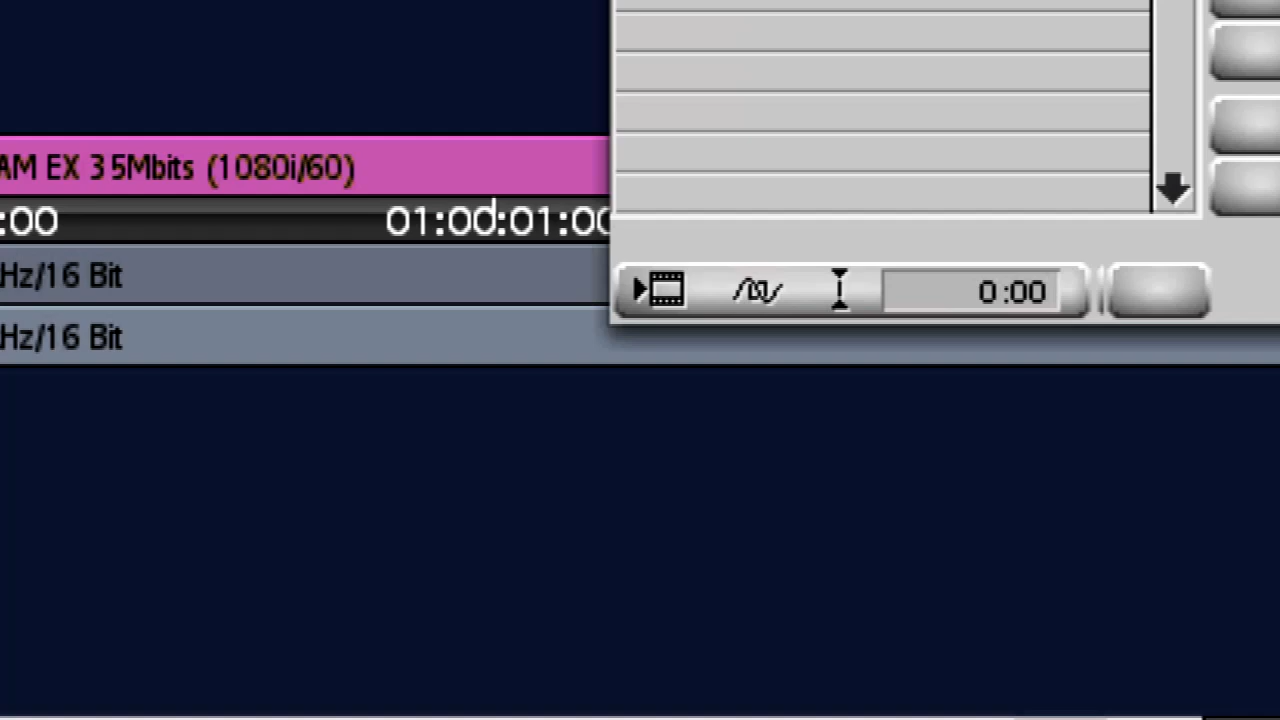 AM EX 35Mbits (1080i/60)
:00 01:00:01:00
Hz/16 Bit
0:00
Hz/16 Bit